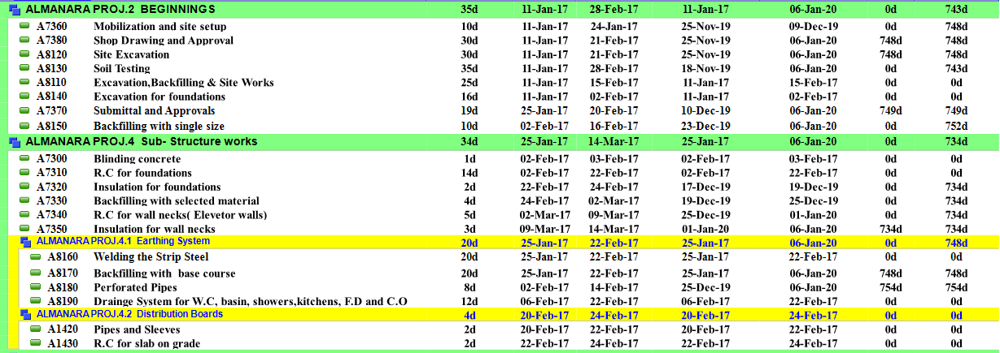 ALMANARA PROJ.2 BEGINNINGS 35d 11-Jan-17 28-Feb-17 11-Jan-17 06-Jan-20 0d 743d
A7360 Mobilization and site setup 10d 11-Jan-17 24-Jan-17 25-Nov-19 09-Dec-19 0d 748d
A7380 Shop Drawing and Approval 30d 11-Jan-17 21-Feb-17 25-Nov-19 06-Jan-20 748d 748d
A8120 Site Excavation 30d 11-Jan-17 21-Feb-17 25-Nov-19 06-Jan-20 748d 748d
A8130 Soil Testing 35d 11-Jan-17 28-Feb-17 18-Nov-19 06-Jan-20 0d 743d
A8110 Excavation,Backfilling & Site Works 25d 11-Jan-17 15-Feb-17 11-Jan-17 15-Feb-17 0d 0d
A8140 Excavation for foundations 16d 11-Jan-17 02-Feb-17 11-Jan-17 02-Feb-17 0d 0d
A7370 Submittal and Approvals 19d 25-Jan-17 20-Feb-17 10-Dec-19 06-Jan-20 749d 749d
A8150 Backfilling with single size 10d 02-Feb-17 16-Feb-17 23-Dec-19 06-Jan-20 0d 752d
ALMANARA PROJ.4 Sub- Structure works 34d 25-Jan-17 14-Mar-17 25-Jan-17 06-Jan-20 0d 734d
A7300 Blinding concrete 1d 02-Feb-17 03-Feb-17 02-Feb-17 03-Feb-17 0d 0d
A7310 R.C for foundations 14d 02-Feb-17 22-Feb-17 02-Feb-17 22-Feb-17 0d 0d
A7320 Insulation for foundations 2d 22-Feb-17 24-Feb-17 17-Dec-19 19-Dec-19 0d 734d
A7330 Backfilling with selected material 4d 24-Feb-17 02-Mar-17 19-Dec-19 25-Dec-19 0d 734d
A7340 R.C for wall necks( Elevetor walls) 5d 02-Mar-17 09-Mar-17 25-Dec-19 01-Jan-20 0d 734d
A7350 Insulation for wall necks 3d 09-Mar-17 14-Mar-17 01-Jan-20 06-Jan-20 734d 734d
ALMANARA PROJ.4.1 Earthing System 20d 25-Jan-17 22-Feb-17 25-Jan-17 06-Jan-20 0d 748d
A8160 Welding the Strip Steel 20d 25-Jan-17 22-Feb-17 25-Jan-17 22-Feb-17 0d 0d
A8170 Backfilling with base course 20d 25-Jan-17 22-Feb-17 25-Jan-17 06-Jan-20 748d 748d
A8180 Perforated Pipes 8d 02-Feb-17 14-Feb-17 25-Dec-19 06-Jan-20 754d 754d
A8190 Drainge System for W.C, basin, showers,kitchens, F.D and C.O 12d 06-Feb-17 22-Feb-17 06-Feb-17 22-Feb-17 0d 0d
ALMANARA PROJ.4.2 Distribution Boards 4d 20-Feb-17 24-Feb-17 20-Feb-17 24-Feb-17 0d 0d
A1420 Pipes and Sleeves 2d 20-Feb-17 22-Feb-17 20-Feb-17 22-Feb-17 0d 0d
A1430 R.C for slab on grade 2d 22-Feb-17 24-Feb-17 22-Feb-17 24-Feb-17 0d 0d